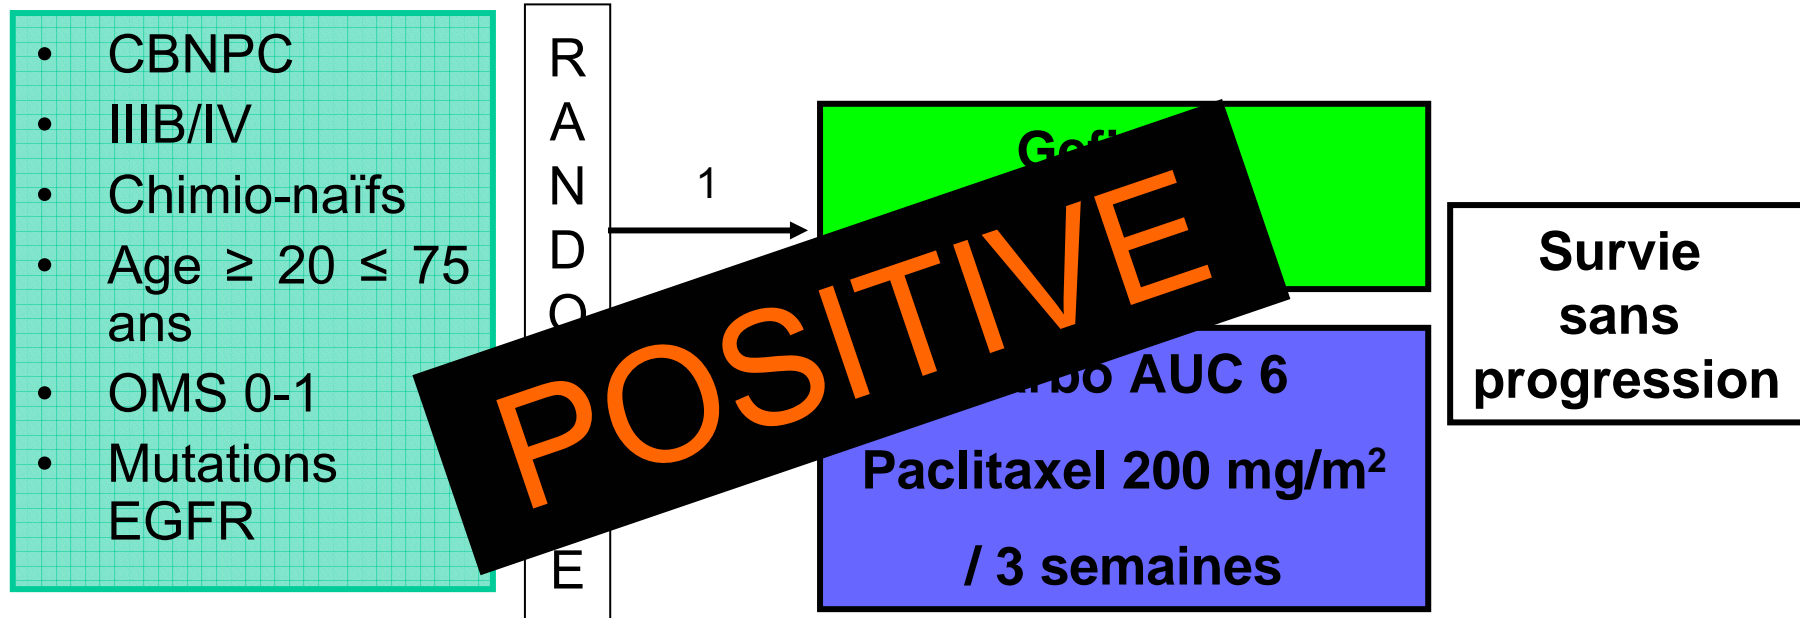 • CBNPC
• IIIB/IV
• Chimio-naïfs
• Age ≥ 20 ≤ 75
ans
• OMS 0-1
• Mutations
EGFR
R
A
N
D
O
E
1
POSITIVE
AUC 6
Paclitaxel 200 mg/m²
/ 3 semaines
Survie
sans
progression